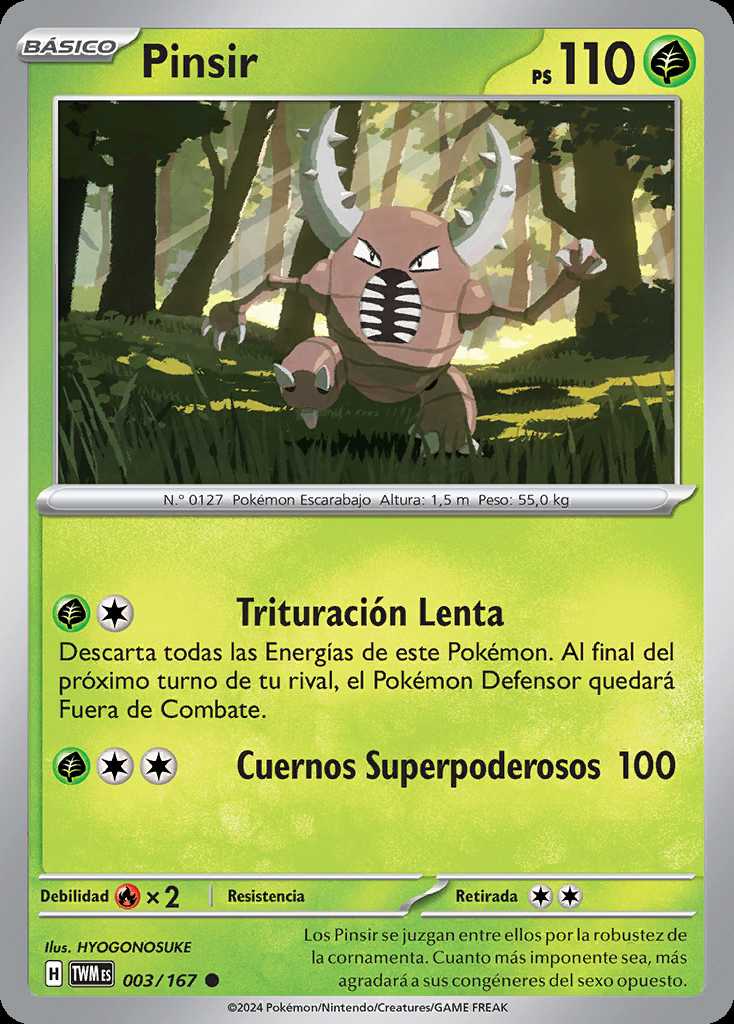 BÁSICO Pinsir PS 110
N.º 0127 Pokémon Escarabajo Altura: 1,5 m Peso: 55,0 kg
Trituración Lenta
Descarta todas las Energías de este Pokémon. Al final del
próximo turno de tu rival, el Pokémon Defensor quedará
Fuera de Combate.
Cuernos Superpoderosos 100
Debilidad ×2 Resistencia Retirada
Ilus. HYOGONOSUKE
H TWM ES 003/167
Los Pinsir se juzgan entre ellos por la robustez de
la cornamenta. Cuanto más imponente sea, más
agradará a sus congéneres del sexo opuesto.
©2024 Pokémon/Nintendo/Creatures/GAME FREAK